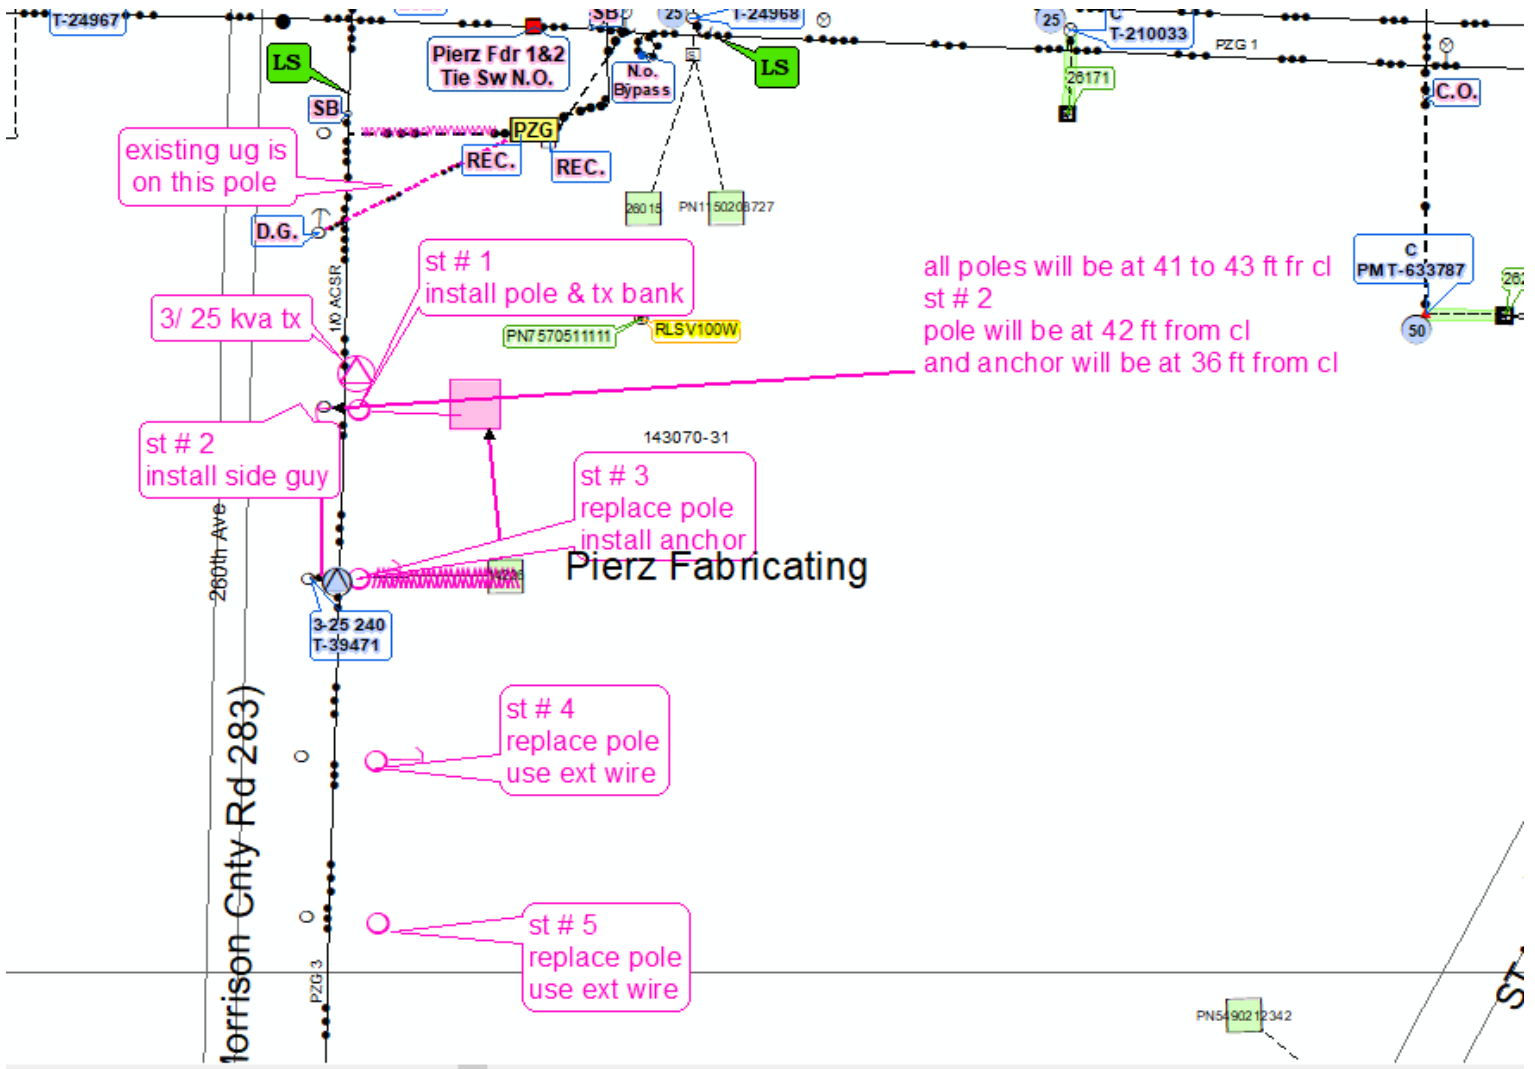 T-24967
SB
25
T-24968
25
C
T-210033
PZG 1
LS
Pierz Fdr 1&2
Tie Sw N.O.
N.o.
Bypass
LS
26171
C.O.
SB
PZG
existing ug is
on this pole
REC.
REC.
26015
PN1150208727
D.G.
st # 1
install pole & tx bank
all poles will be at 41 to 43 ft fr cl
st # 2
pole will be at 42 ft from cl
and anchor will be at 36 ft from cl
C
PMT-633787
1/0 ACSR
3/ 25 kva tx
PN7570511111
RLSV100W
50
143070-31
st # 2
install side guy
st # 3
replace pole
install anchor
260th Ave
Pierz Fabricating
3-25 240
T-39471
st # 4
replace pole
use ext wire
Morrison Cnty Rd 283)
st # 5
replace pole
use ext wire
PZG 3
PN5490212342